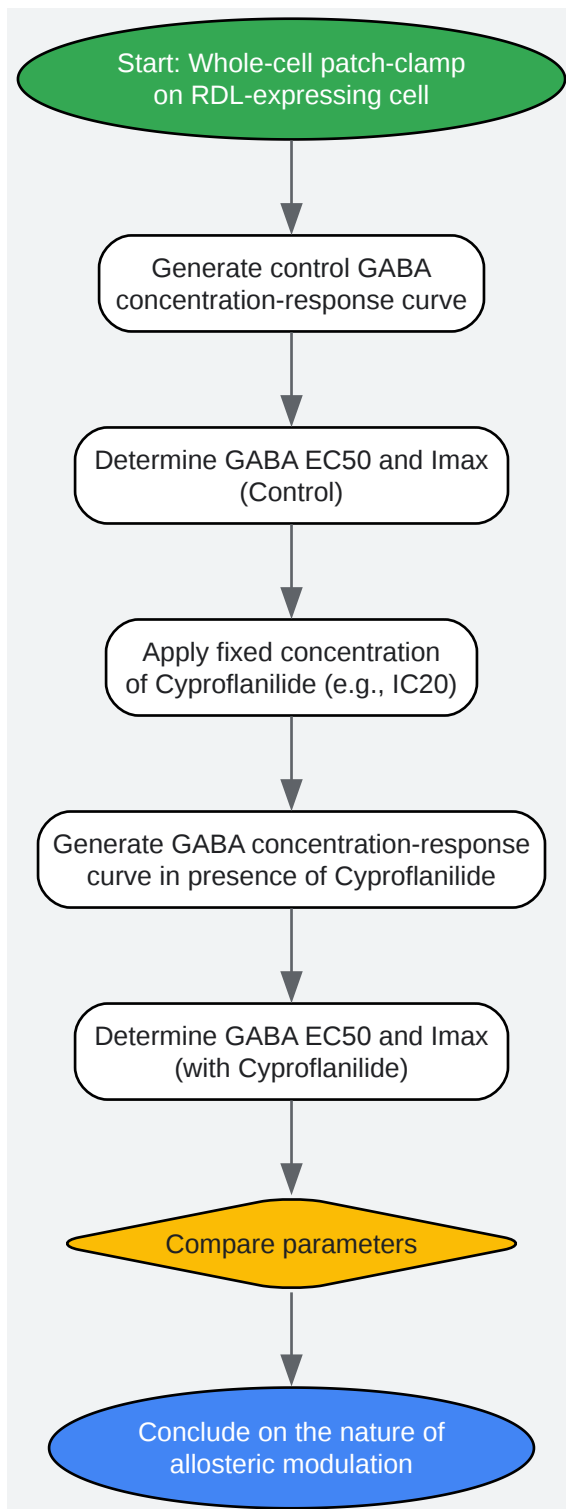 Start: Whole-cell patch-clamp
on RDL-expressing cell
Generate control GABA
concentration-response curve
Determine GABA EC50 and Imax
(Control)
Apply fixed concentration
of Cyproflanilide (e.g., IC20)
Generate GABA concentration-response
curve in presence of Cyproflanilide
Determine GABA EC50 and Imax
(with Cyproflanilide)
Compare parameters
Conclude on the nature of
allosteric modulation